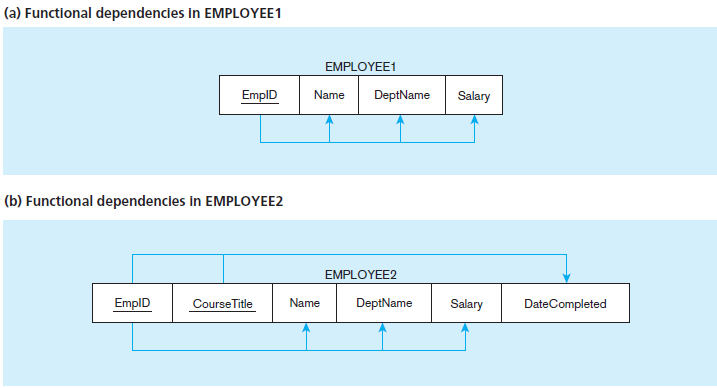 (a) Functional dependencies in EMPLOYEE1
EMPLOYEE1
EmpID Name DeptName Salary
(b) Functional dependencies in EMPLOYEE2
EMPLOYEE2
EmpID CourseTitle Name DeptName Salary DateCompleted